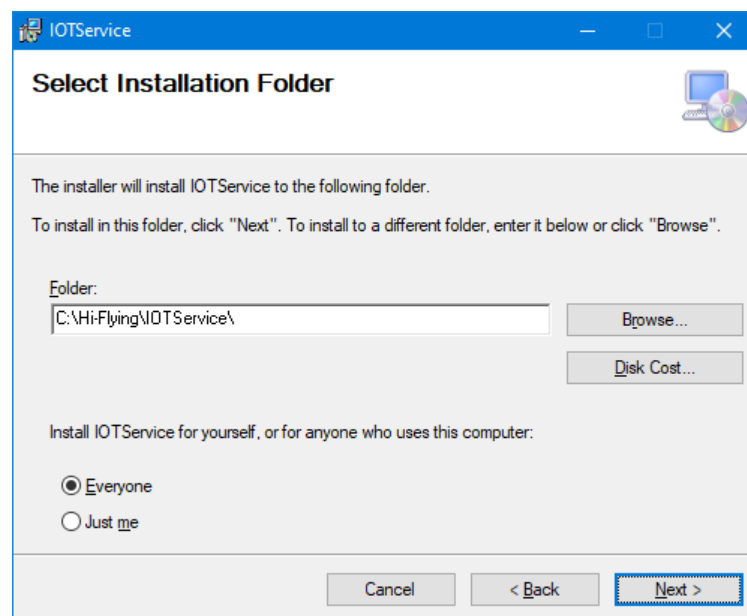 IOTService
Select Installation Folder
The installer will install IOTService to the following folder.
To install in this folder, click "Next". To install to a different folder, enter it below or click "Browse".
Folder:
C:\Hi-Flying\IOTService\
Browse...
Disk Cost...
Install IOTService for yourself, or for anyone who uses this computer:
Everyone
Just me
Cancel
< Back
Next >